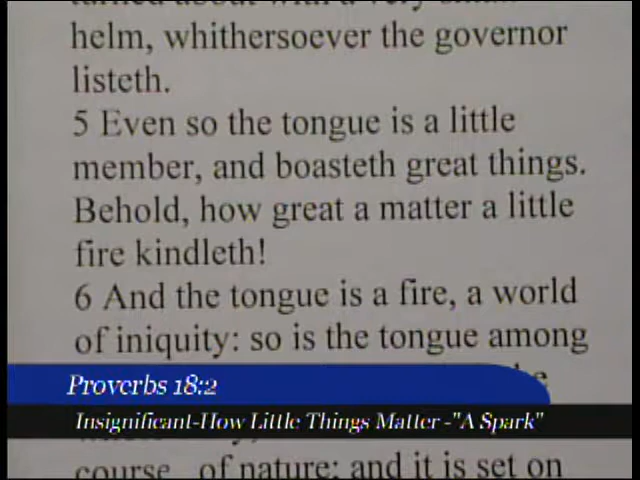 helm, whithersoever the governor
listeth.
5 Even so the tongue is a little
member, and boasteth great things.
Behold, how great a matter a little
fire kindleth!
6 And the tongue is a fire, a world
of iniquity: so is the tongue among
Proverbs 18:2
Insignificant-How Little Things Matter -"A Spark"
course of nature; and it is set on